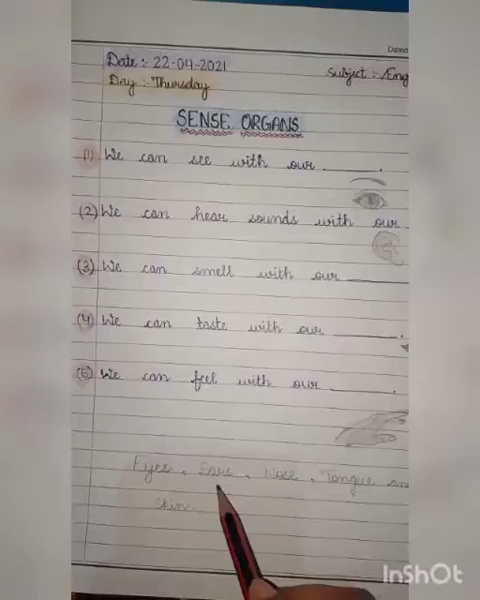 Dated
Date :- 22-04-2021
Subject : Eng
Day :- Thursday
SENSE ORGANS
(1) We can see with our ______.
(2) We can hear sounds with our
(3) We can smell with our ______
(4) We can taste with our ______.
(5) We can feel with our ______.
Eyes , Ears , Nose , Tongue and
Skin.
InShOt